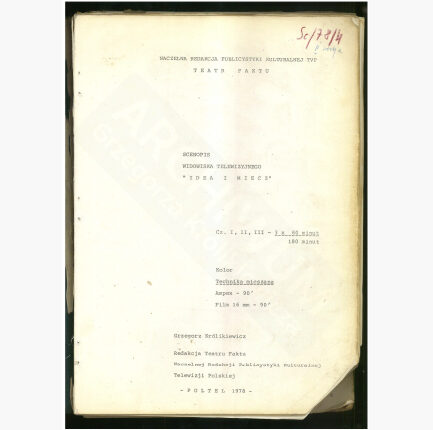 Sc/78/4
NACZELNA REDAKCJA PUBLICYSTYKI KULTURALNEJ TVP
TEATR FAKTU
SCENOPIS
WIDOWISKA TELEWIZYJNEGO
"IDEA I MIECZ"
Cz. I, II, III - 3 x 60 minut
180 minut
Kolor
Technika mieszana
Ampex - 90'
Film 16 mm - 90'
Grzegorz Królikiewicz
Redakcja Teatru Fakta
Naczelnej Redakcji Publicystyki Kulturalnej
Telewizji Polskiej
- POLTEL 1978 -